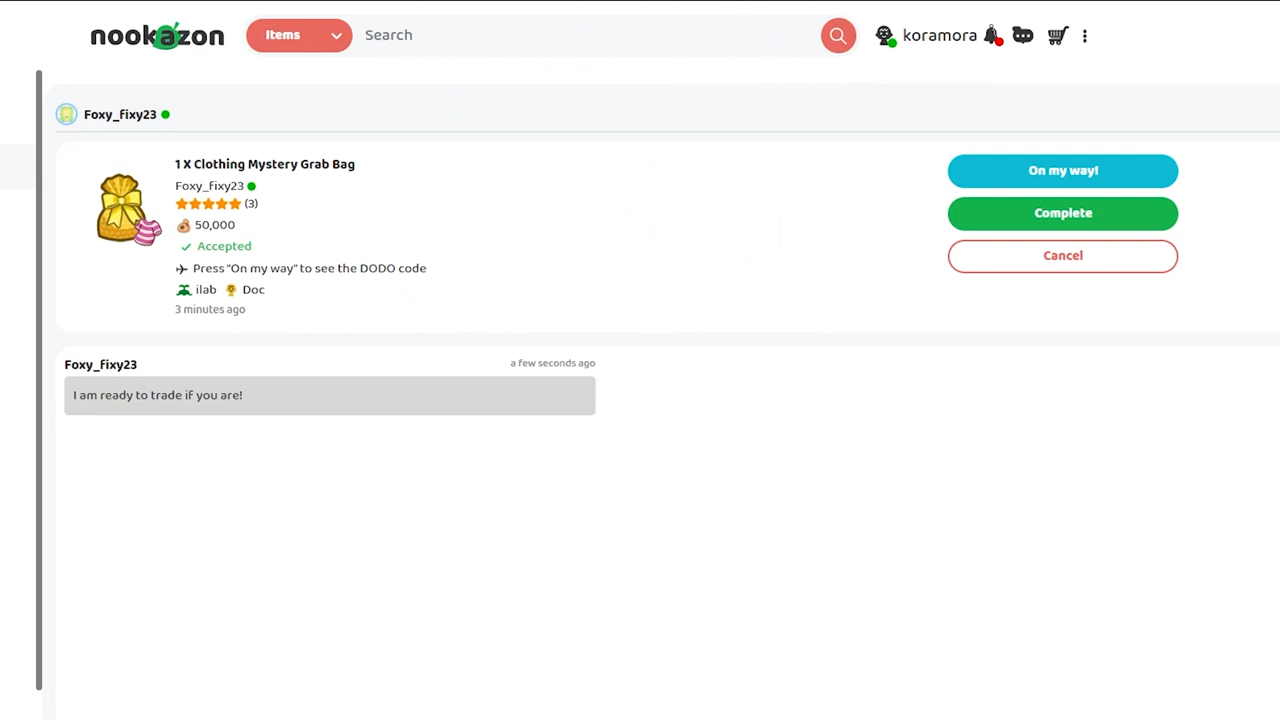 nookazon
Items
Search
koramora
Foxy_fixy23
1 X Clothing Mystery Grab Bag
Foxy_fixy23
(3)
50,000
Accepted
Press "On my way" to see the DODO code
ilab Doc
3 minutes ago
On my way!
Complete
Cancel
Foxy_fixy23
a few seconds ago
I am ready to trade if you are!